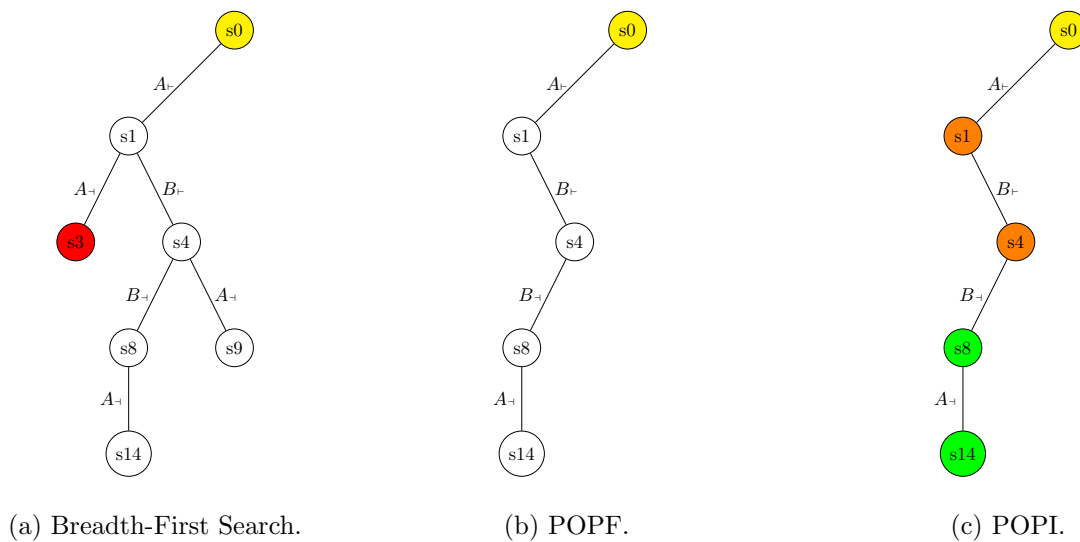 s0
A⊢
s1
A⊣
B⊢
s3
s4
B⊣
A⊣
s8
s9
A⊣
s14
(a) Breadth-First Search.
s0
A⊢
s1
B⊢
s4
B⊣
s8
A⊣
s14
(b) POPF.
s0
A⊢
s1
B⊢
s4
B⊣
s8
A⊣
s14
(c) POPI.